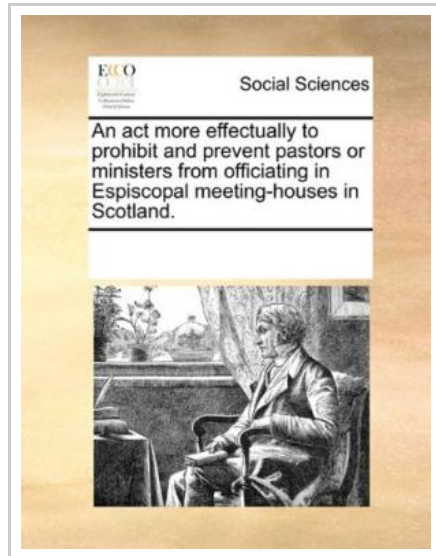 ECCO
Social Sciences
An act more effectually to
prohibit and prevent pastors or
ministers from officiating in
Espiscopal meeting-houses in
Scotland.